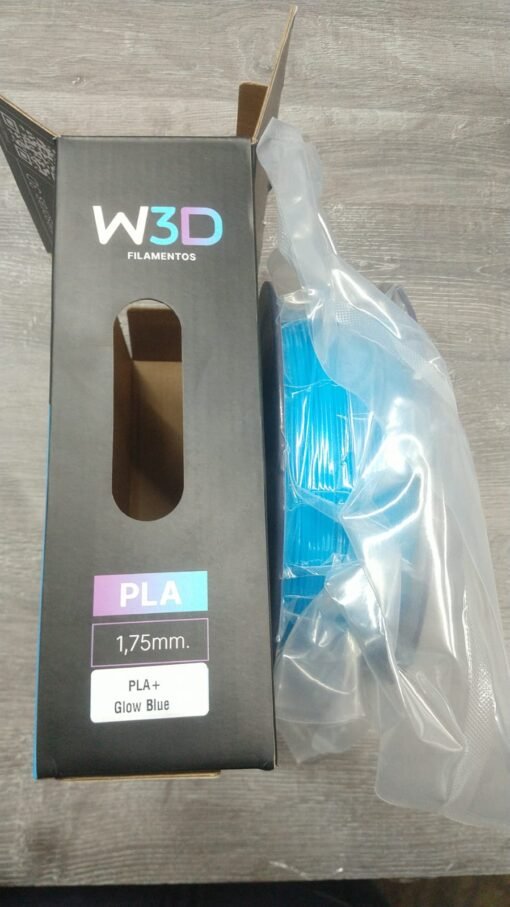 W3D
FILAMENTOS
PLA
1,75mm.
PLA+
Glow Blue